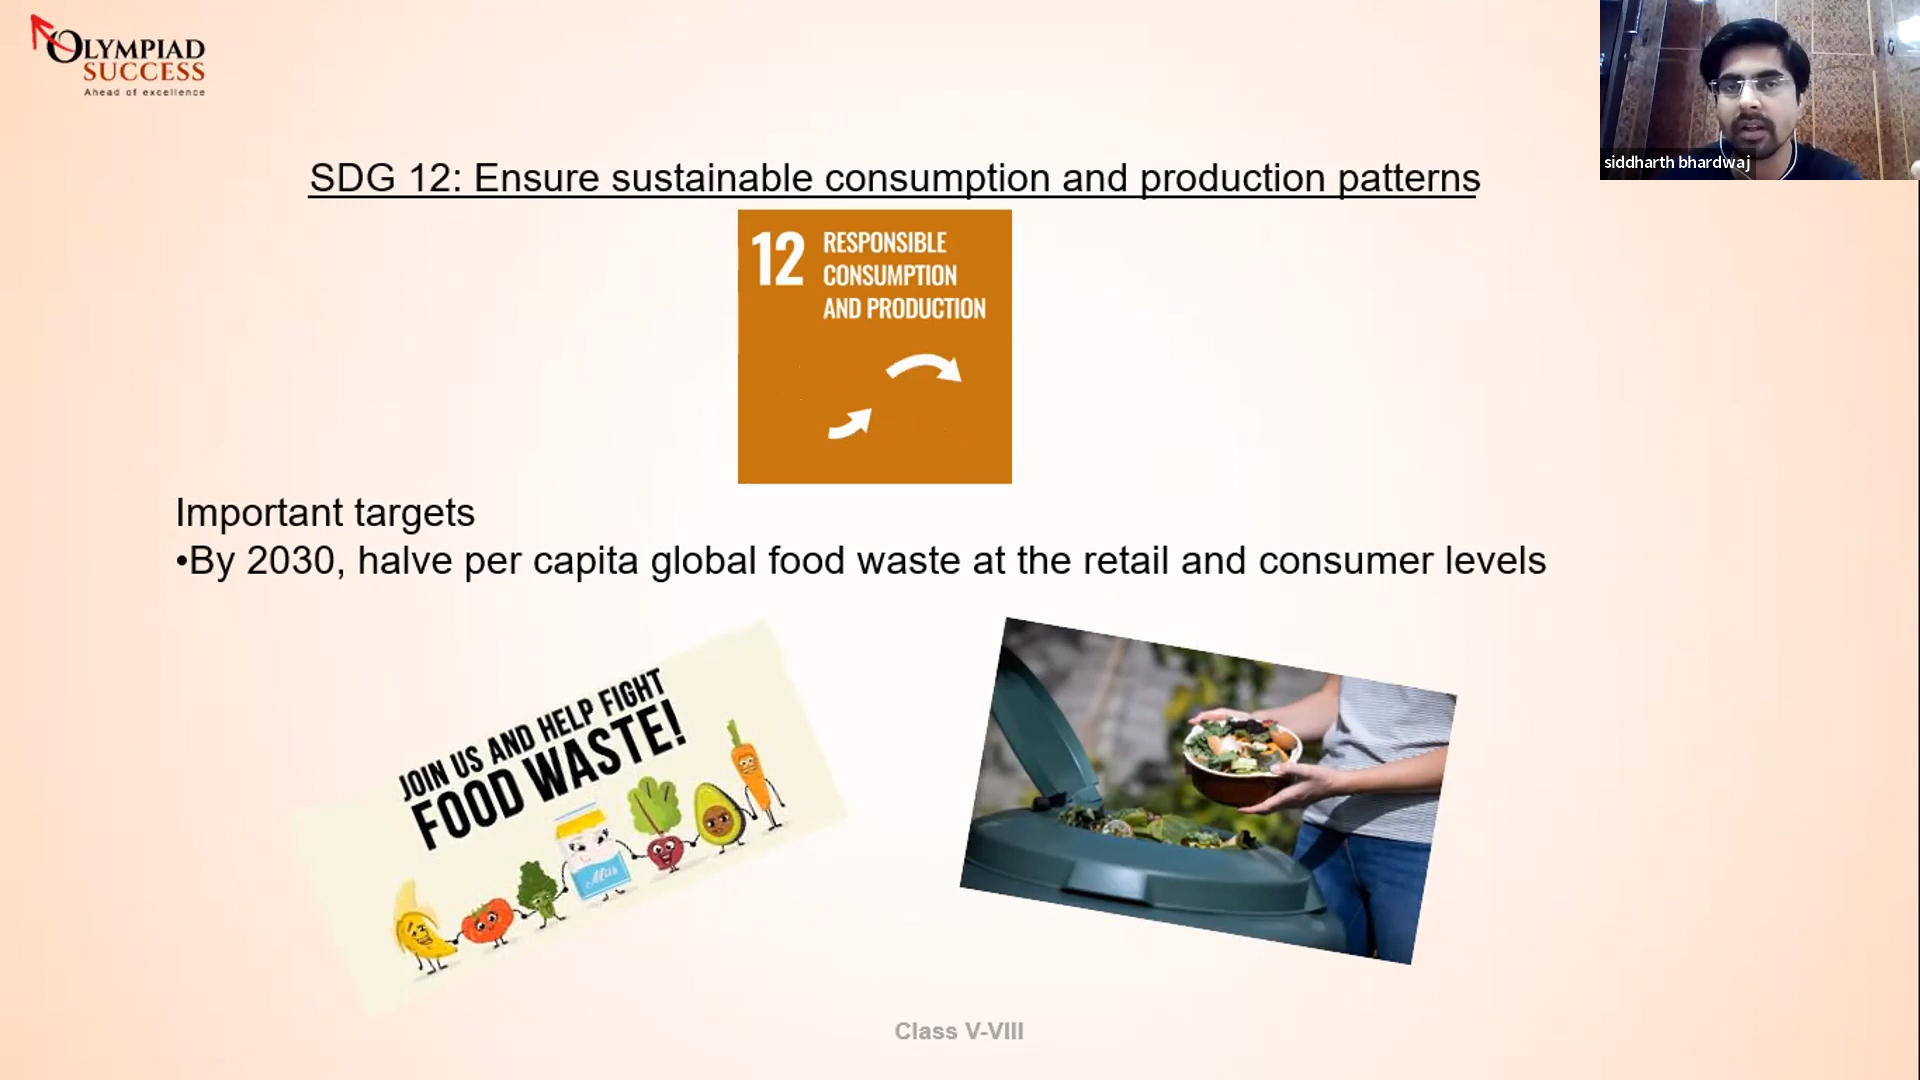 OLYMPIAD
SUCCESS
Ahead of excellence
siddharth bhardwaj
SDG 12: Ensure sustainable consumption and production patterns
12 RESPONSIBLE
CONSUMPTION
AND PRODUCTION
Important targets
•By 2030, halve per capita global food waste at the retail and consumer levels
JOIN US AND HELP FIGHT
FOOD WASTE!
Milk
Class V-VIII